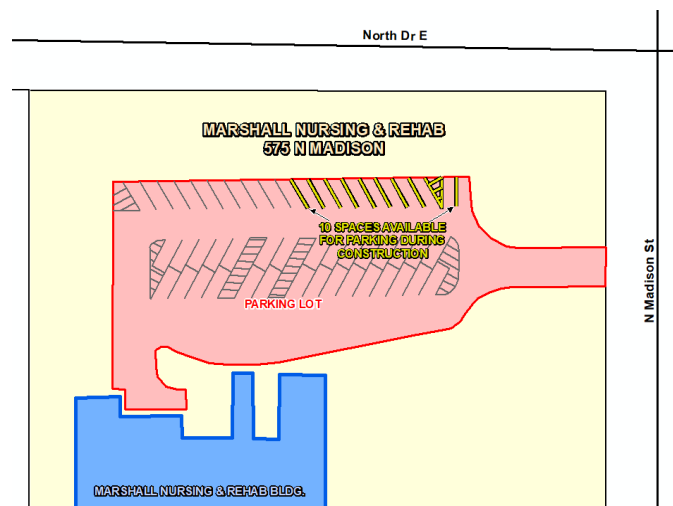 North Dr E
MARSHALL NURSING & REHAB
575 N MADISON
10 SPACES AVAILABLE
FOR PARKING DURING
CONSTRUCTION
PARKING LOT
N Madison St
MARSHALL NURSING & REHAB BLDG.